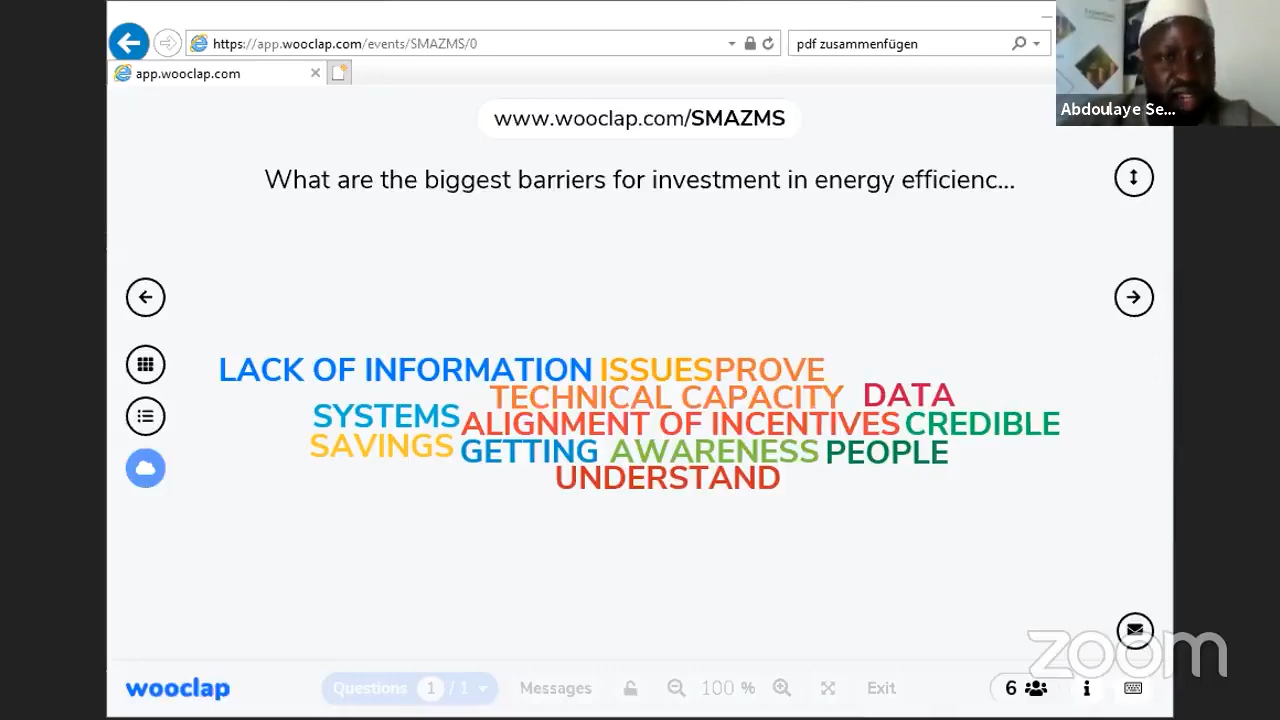 https://app.wooclap.com/events/SMAZMS/0
pdf zusammenfügen
app.wooclap.com
Abdoulaye Se...
www.wooclap.com/SMAZMS
What are the biggest barriers for investment in energy efficienc...
LACK OF INFORMATION ISSUES PROVE
TECHNICAL CAPACITY DATA
SYSTEMS ALIGNMENT OF INCENTIVES CREDIBLE
SAVINGS GETTING AWARENESS PEOPLE
UNDERSTAND
zoom
wooclap Questions 1 / 1 Messages 100 % Exit 6